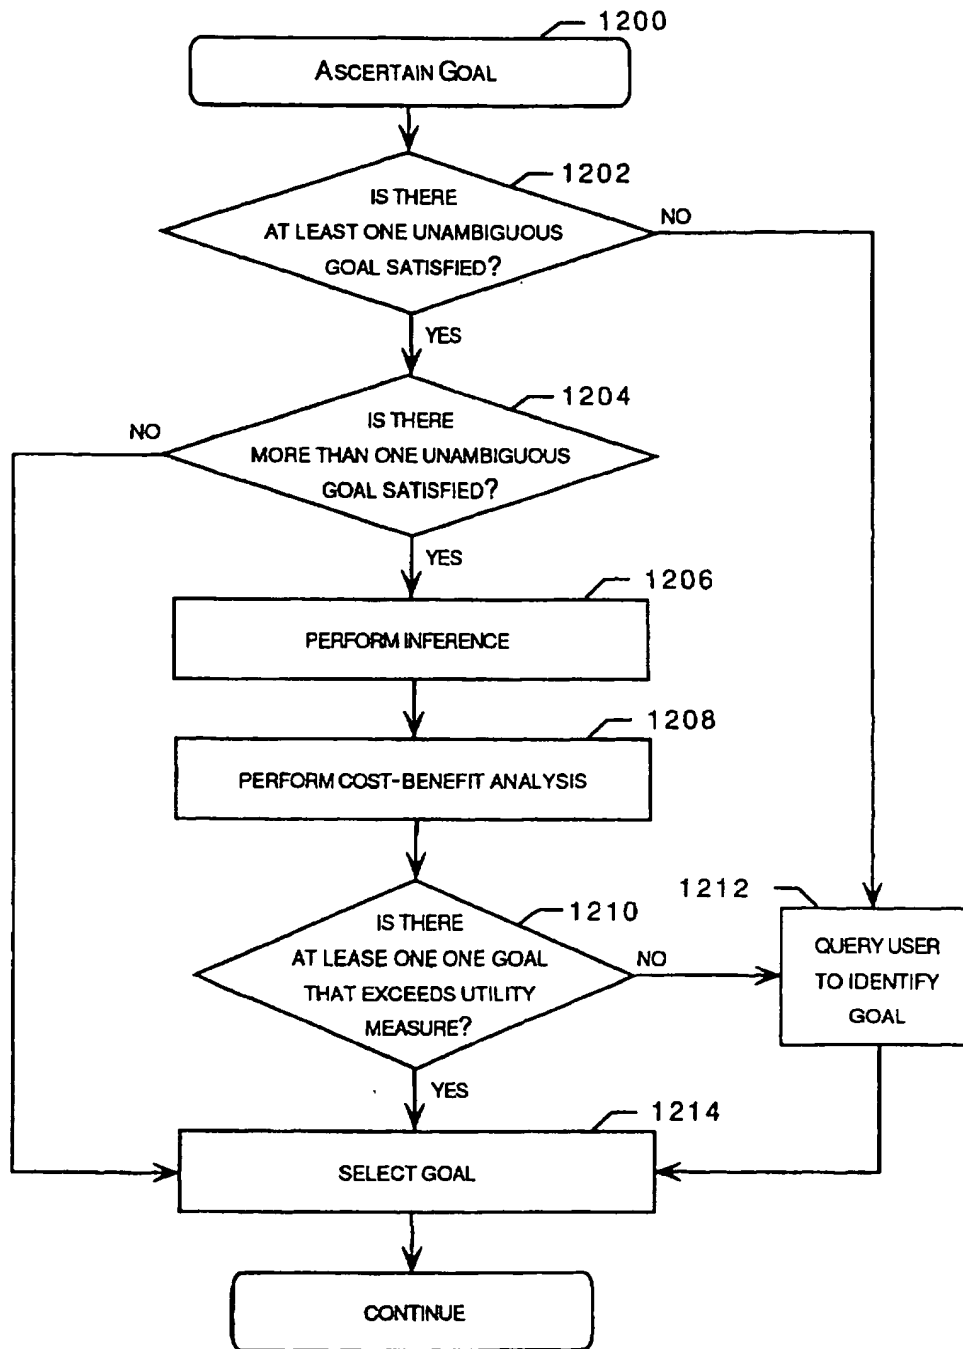 1200
ASCERTAIN GOAL
1202
IS THERE
AT LEAST ONE UNAMBIGUOUS
GOAL SATISFIED?
NO
YES
1204
IS THERE
MORE THAN ONE UNAMBIGUOUS
GOAL SATISFIED?
NO
YES
1206
PERFORM INFERENCE
1208
PERFORM COST-BENEFIT ANALYSIS
1210
IS THERE
AT LEASE ONE ONE GOAL
THAT EXCEEDS UTILITY
MEASURE?
NO
1212
QUERY USER
TO IDENTIFY
GOAL
YES
1214
SELECT GOAL
CONTINUE